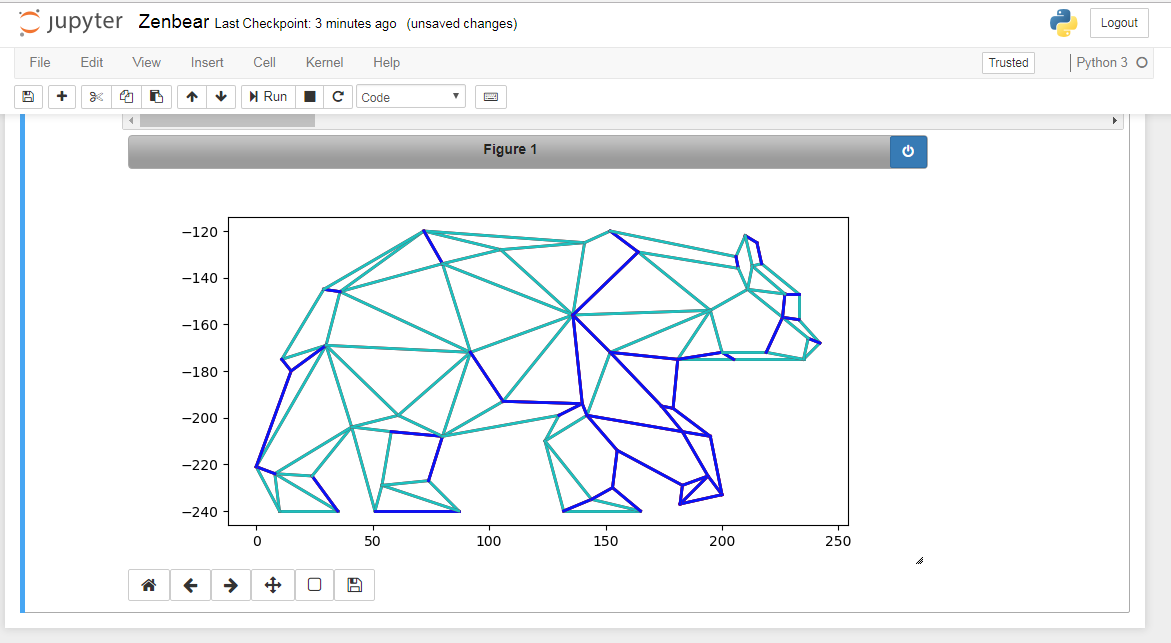 jupyter Zenbear Last Checkpoint: 3 minutes ago (unsaved changes) Logout
File Edit View Insert Cell Kernel Help Trusted Python 3
Run Code
Figure 1
−120
−140
−160
−180
−200
−220
−240
0 50 100 150 200 250